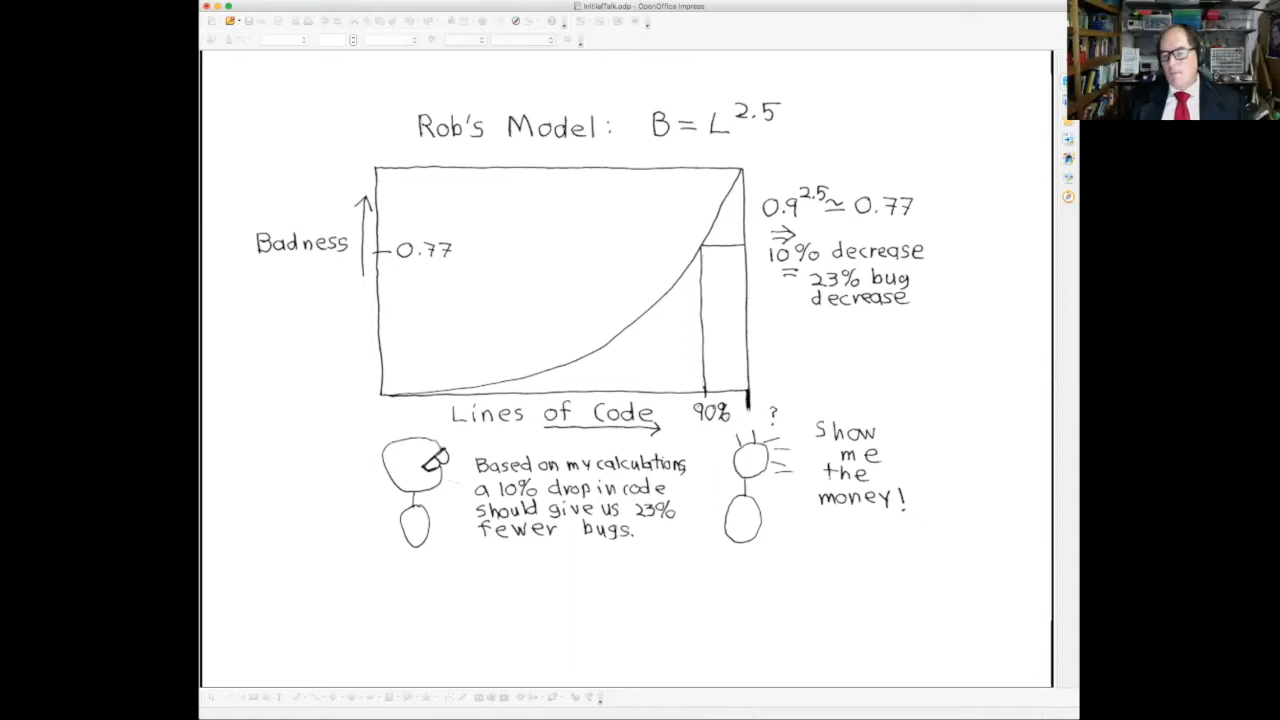 InitialTalk.odp - OpenOffice Impress
Rob's Model: B = L^2.5
0.9^2.5 ≃ 0.77
⇒
10% decrease
= 23% bug
decrease
Badness
0.77
Lines of Code
90%
?
Show
me
the
money!
Based on my calculations
a 10% drop in code
should give us 23%
fewer bugs.